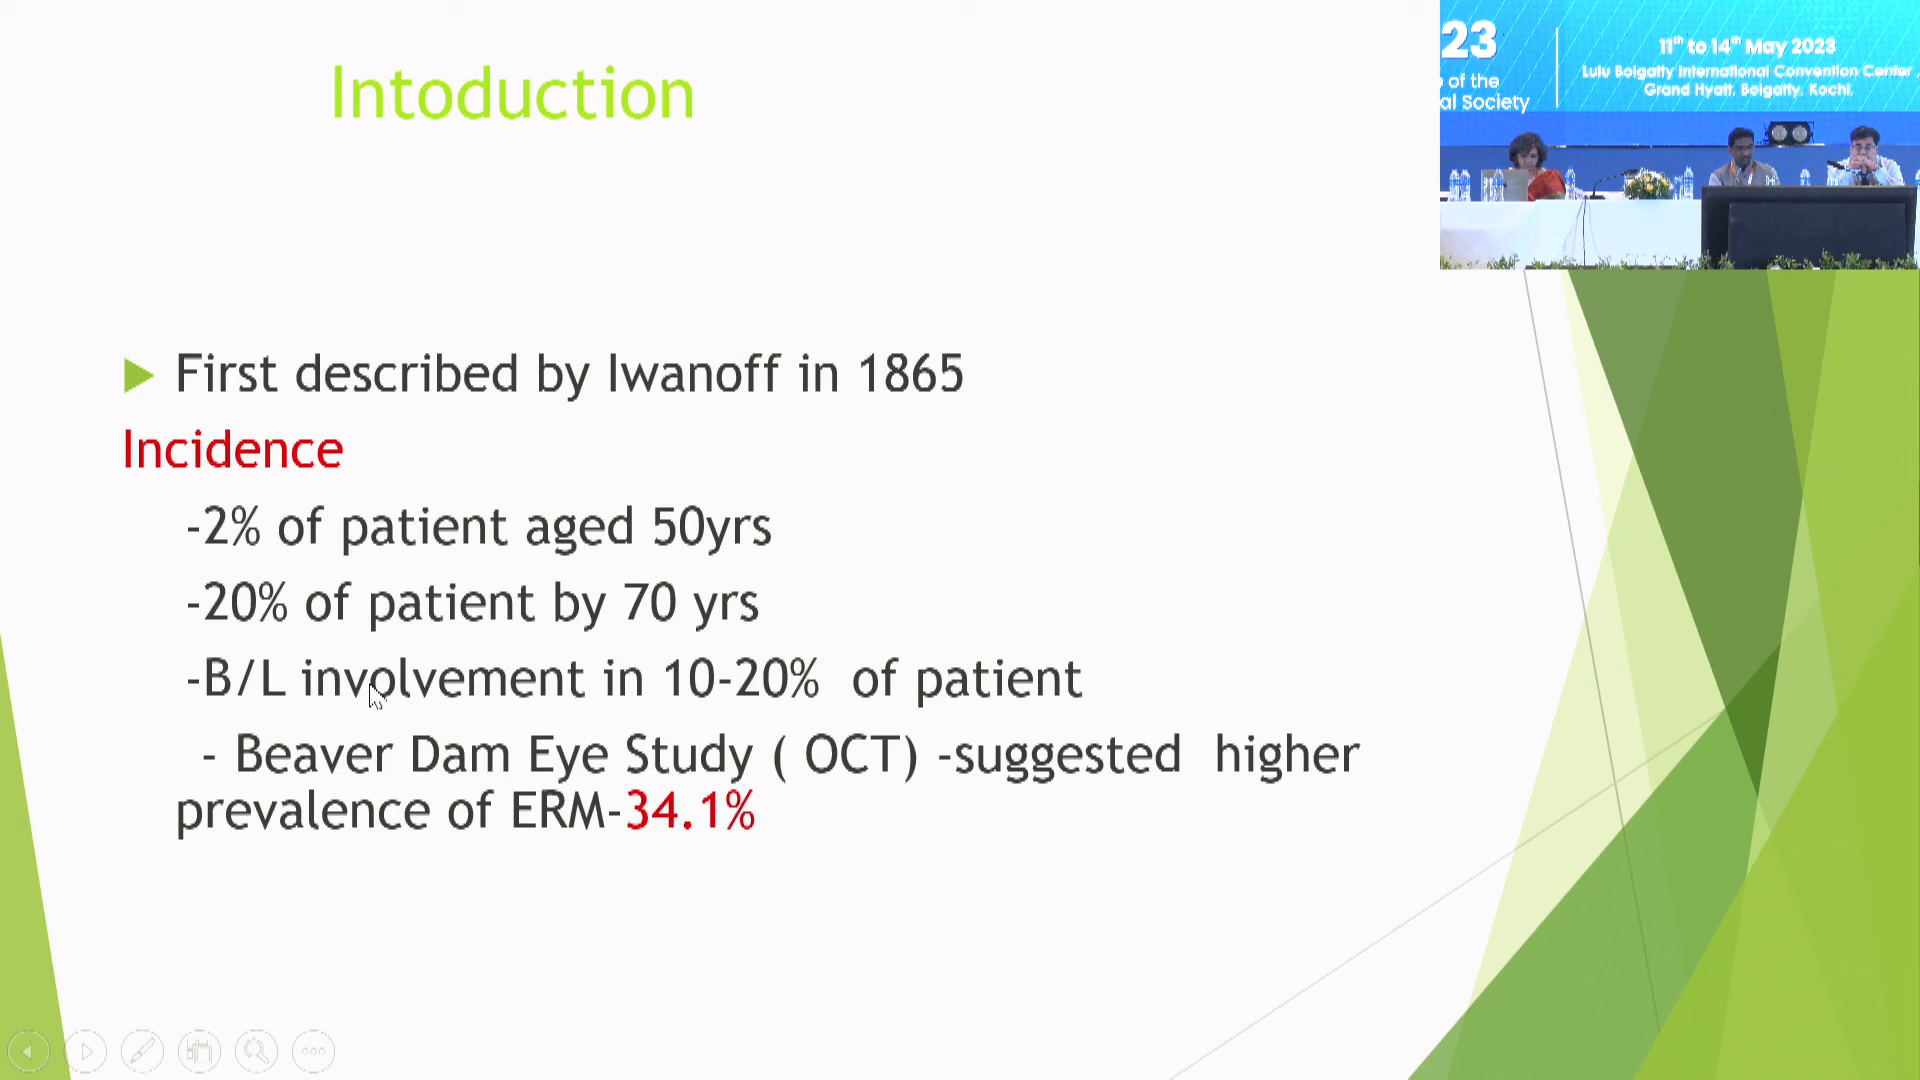 Intoduction
23
of the
al Society
11th to 14th May 2023
Lulu Bolgatty International Convention Center,
Grand Hyatt, Bolgatty, Kochi,
First described by Iwanoff in 1865
Incidence
-2% of patient aged 50yrs
-20% of patient by 70 yrs
-B/L involvement in 10-20% of patient
- Beaver Dam Eye Study ( OCT) -suggested higher
prevalence of ERM-34.1%